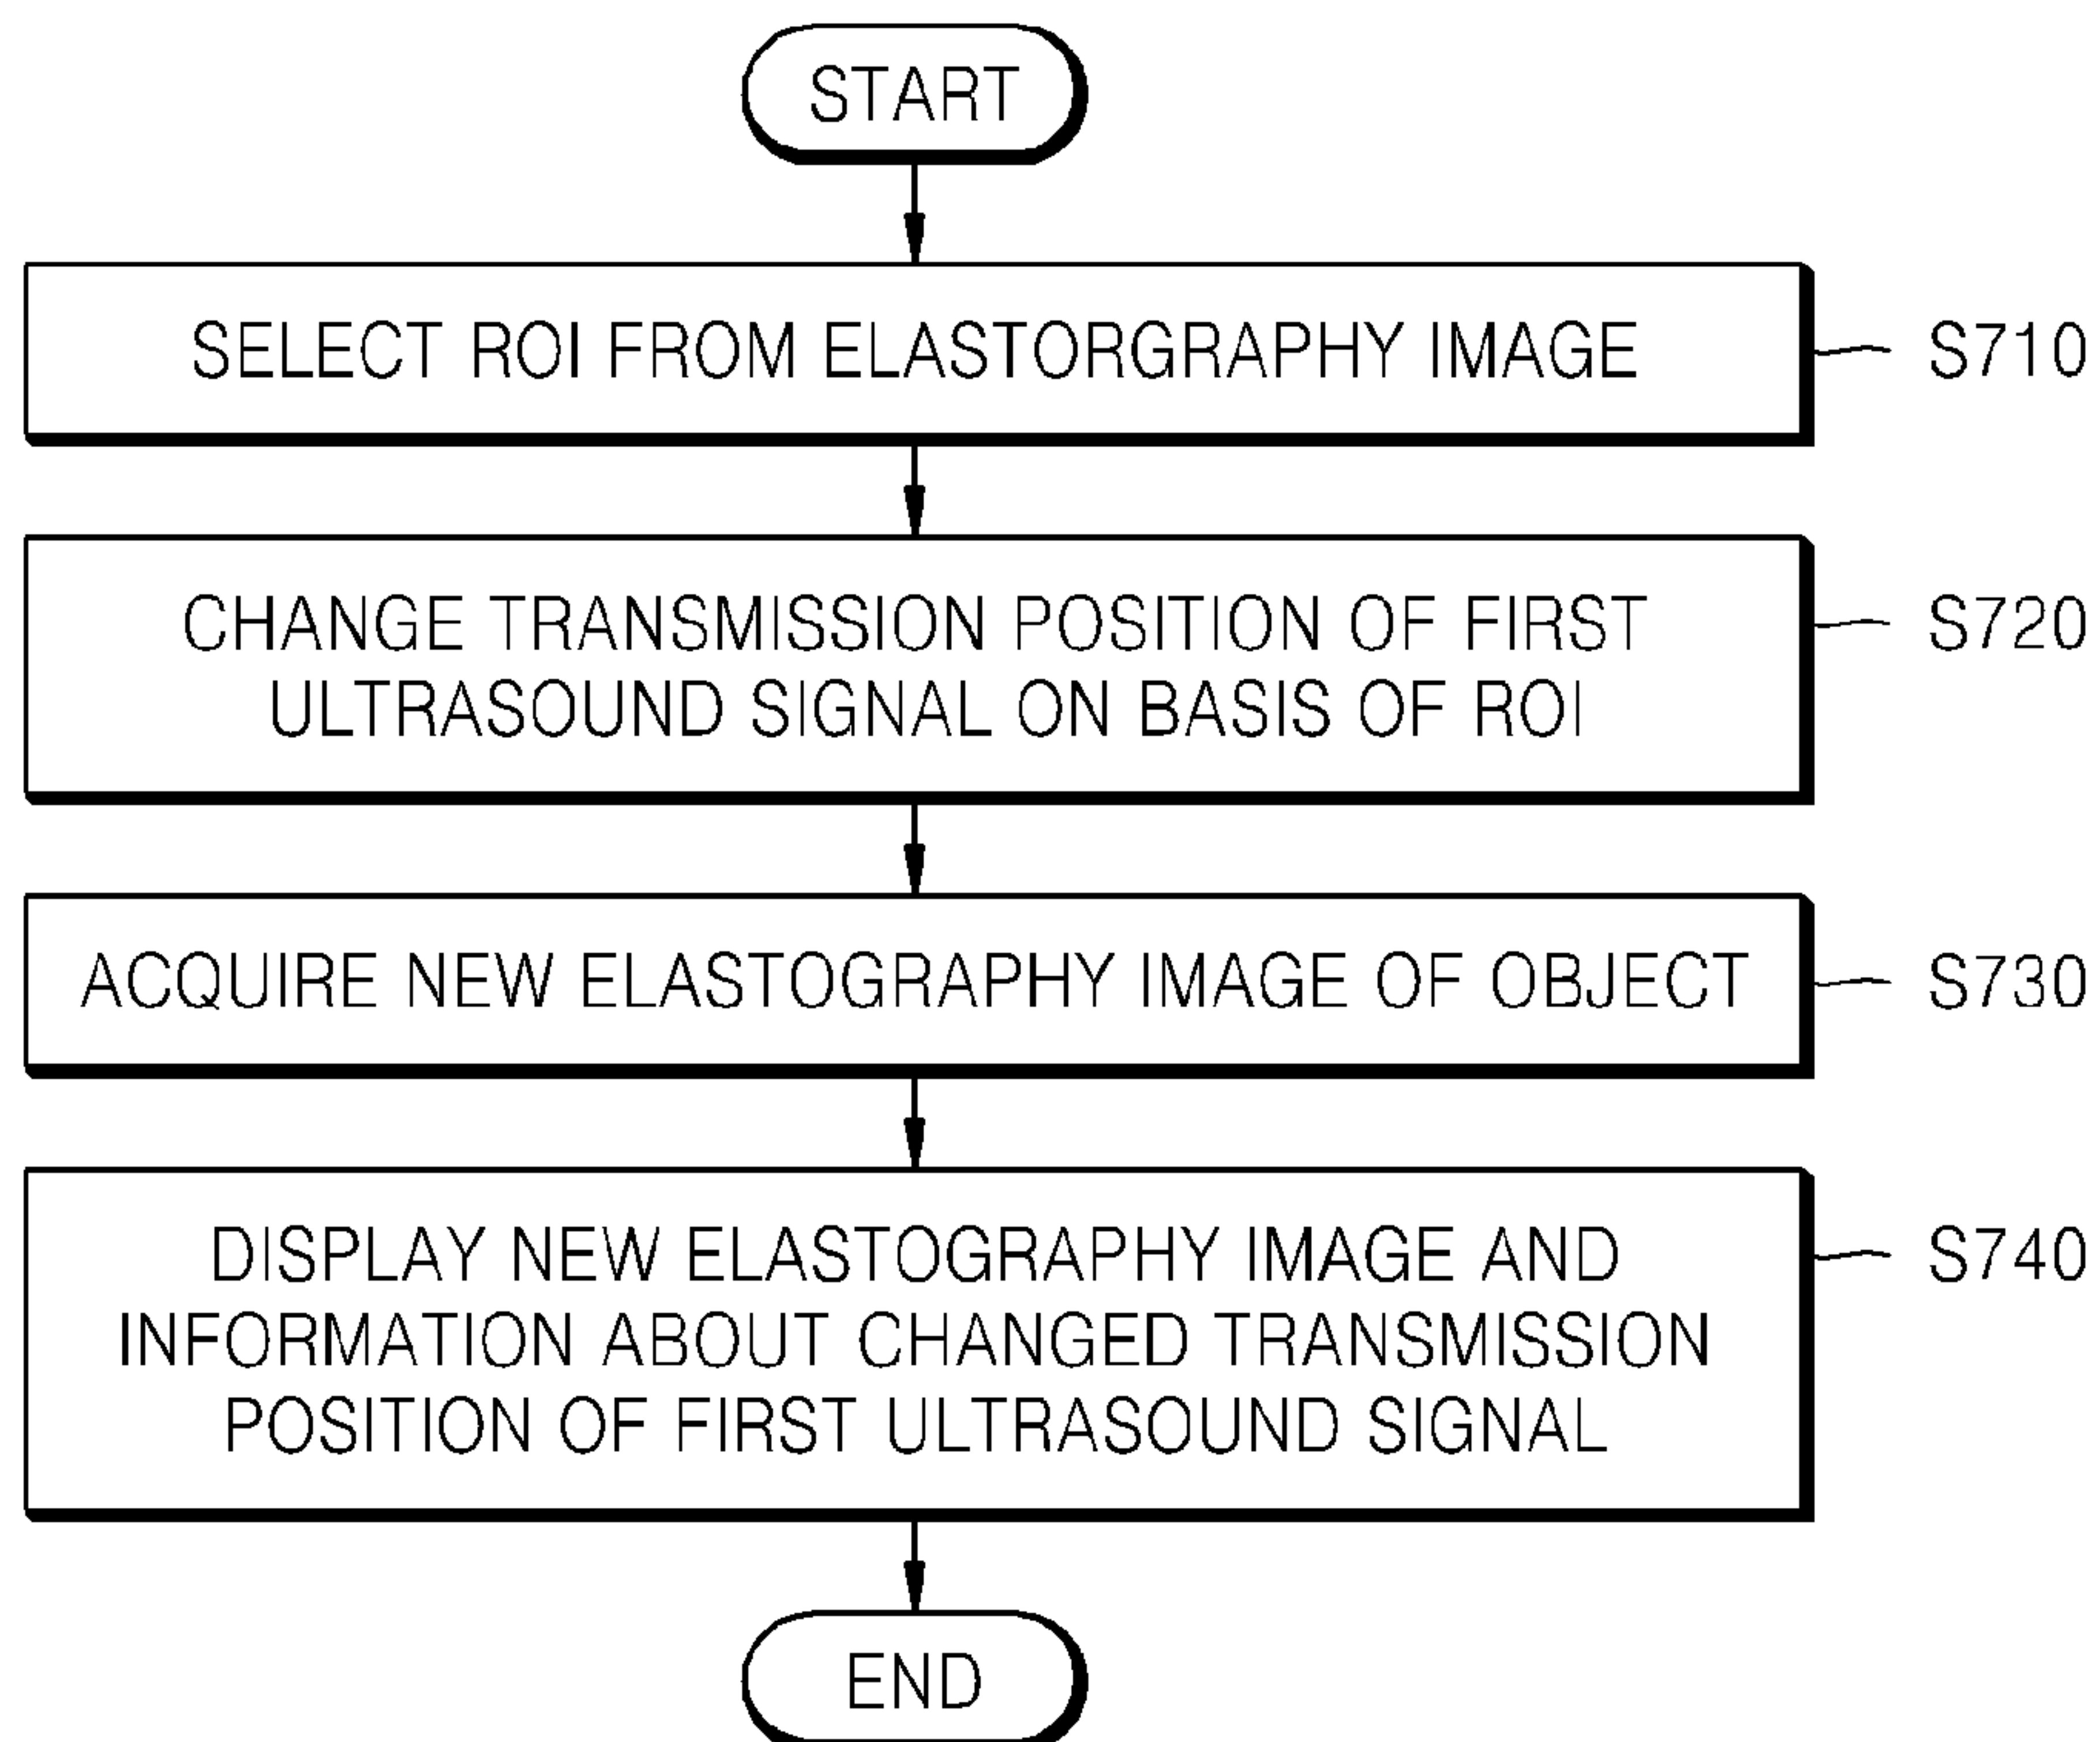 START
SELECT ROI FROM ELASTORGRAPHY IMAGE
S710
CHANGE TRANSMISSION POSITION OF FIRST
ULTRASOUND SIGNAL ON BASIS OF ROI
S720
ACQUIRE NEW ELASTOGRAPHY IMAGE OF OBJECT
S730
DISPLAY NEW ELASTOGRAPHY IMAGE AND
INFORMATION ABOUT CHANGED TRANSMISSION
POSITION OF FIRST ULTRASOUND SIGNAL
S740
END